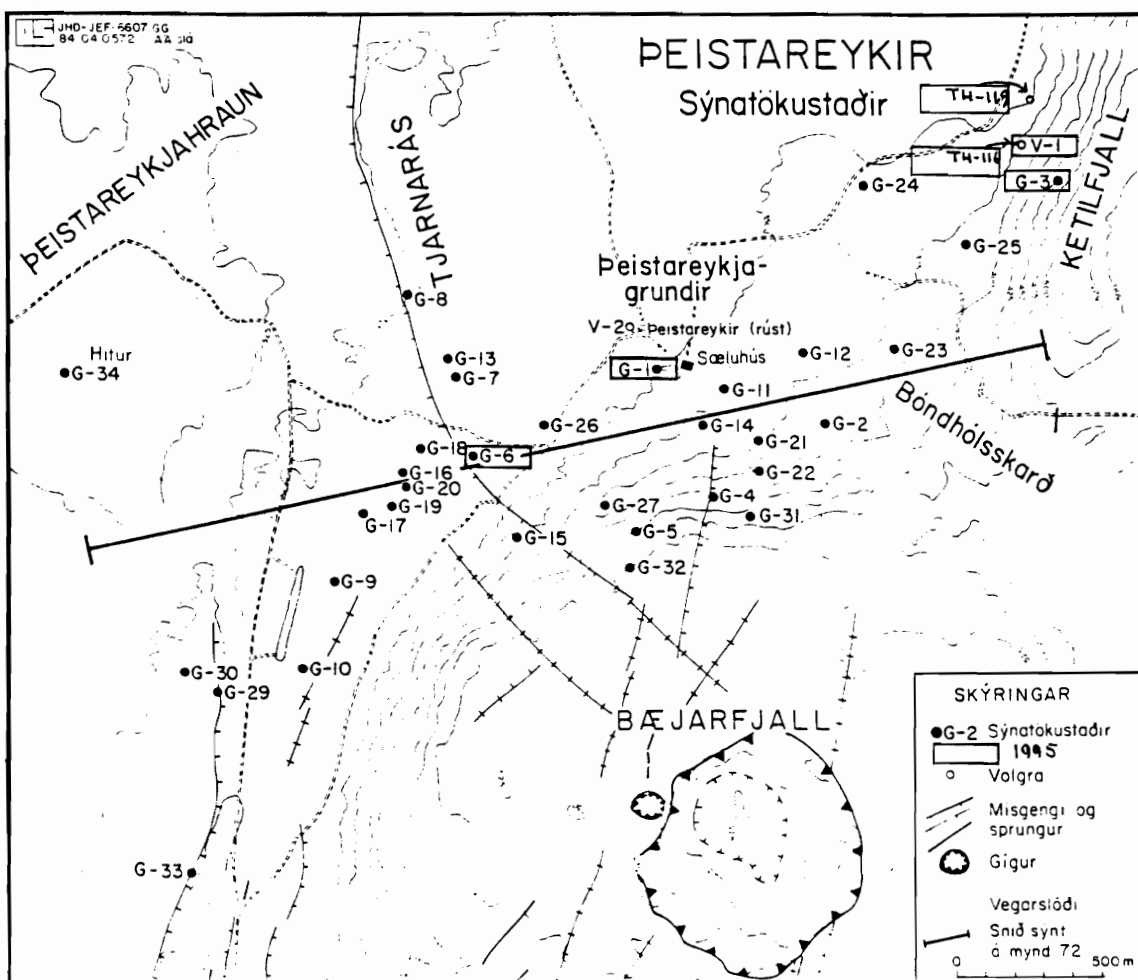 JHD-JEF-6607 GG
84 04 0572 AA
ÞEISTAREYKIR
Sýnatökustaðir
TH-119
V-1
TH-116
G-3
KETILFJALL
ÞEISTAREYKJAHRAUN
TJARNARÁS
G-24
G-25
G-8
Þeistareykja-
grundir
V-2 Þeistareykir (rúst)
Sæluhús
G-1
G-12
G-23
G-13
G-7
G-11
Hitur
G-34
G-26
G-14
G-2
G-21
Bóndhólsskarð
G-18
G-6
G-16
G-20
G-22
G-19
G-17
G-27
G-4
G-31
G-5
G-15
G-32
G-9
G-10
G-30
G-29
BÆJARFJALL
G-33
SKÝRINGAR
G-2 Sýnatökustaðir
1995
Volgra
Misgengi og
sprungur
Gígur
Vegarslóði
Snið sýnt
á mynd 72
0 500 m